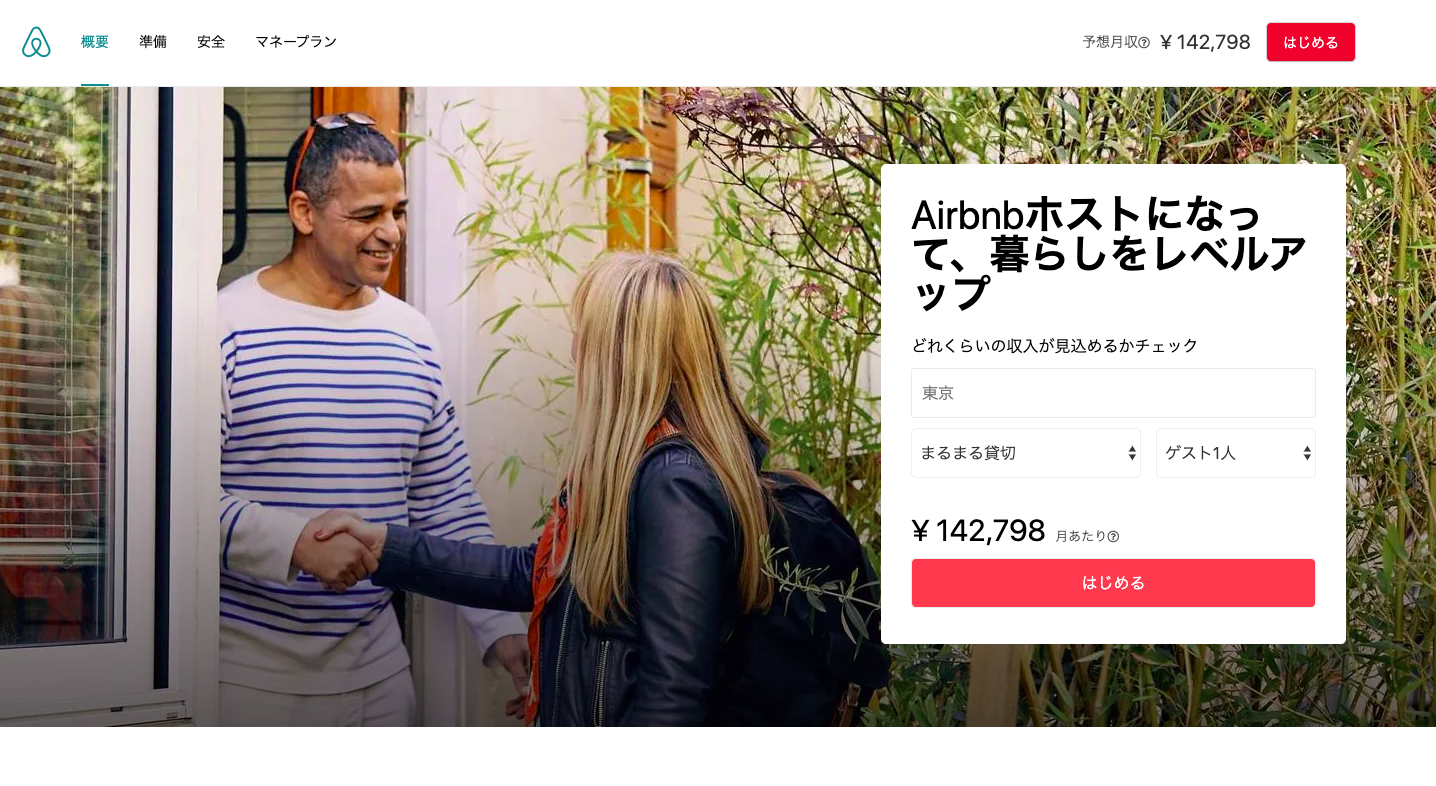 概要 準備 安全 マネープラン 予想月収 ¥ 142,798 はじめる
Airbnbホストになっ
て、暮らしをレベルア
ップ
どれくらいの収入が見込めるかチェック
東京
まるまる貸切 ゲスト1人
¥ 142,798 月あたり
はじめる